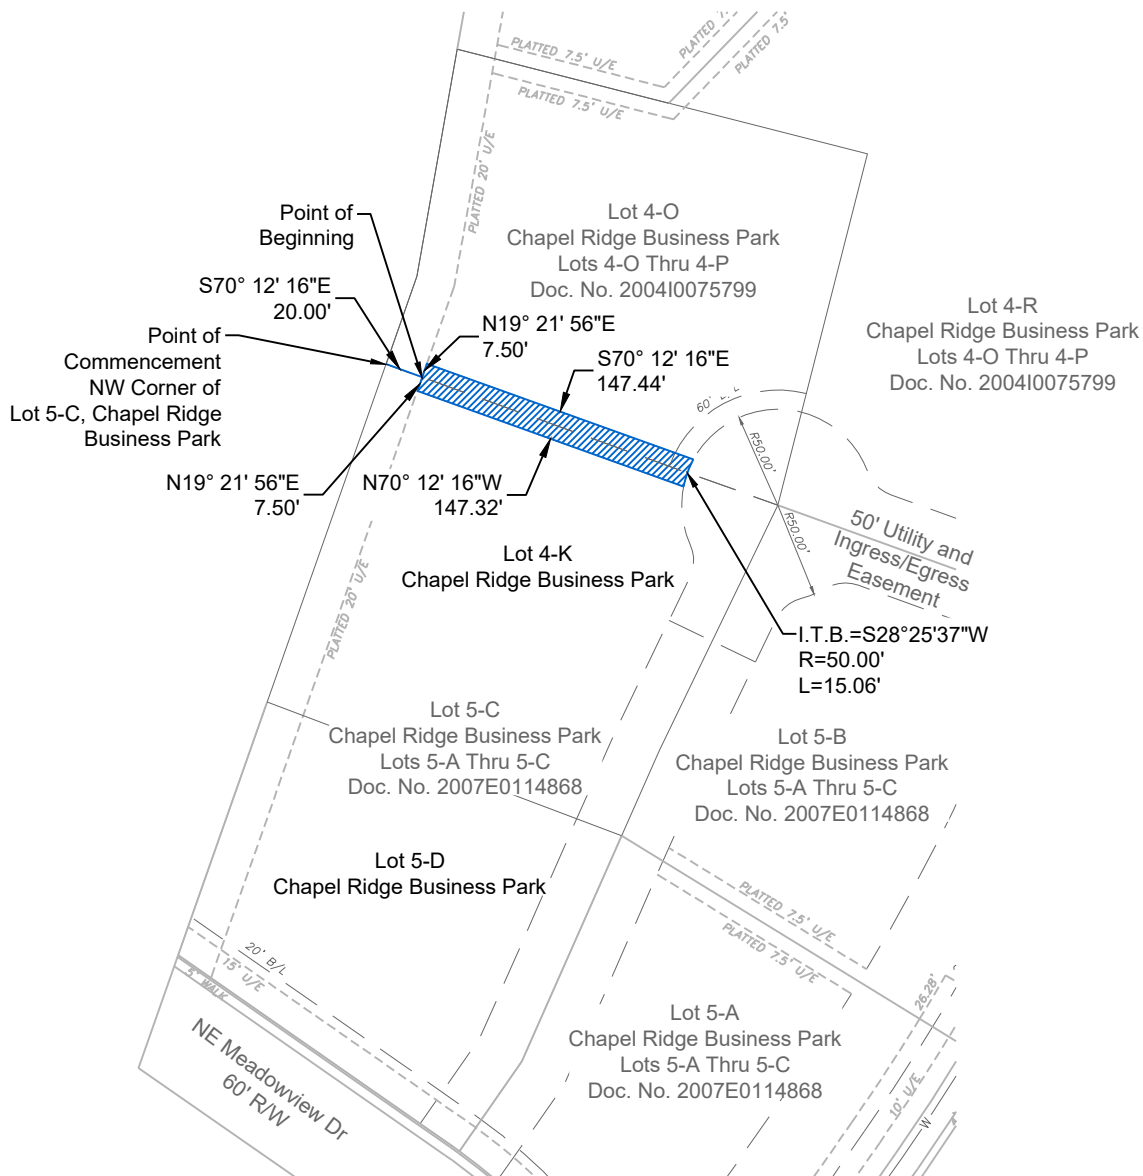 PLATTED 7.5' U/E
PLATTED 7.5'
PLATTED 7.5' U/E
PLATTED 20' U/E
Point of
Beginning
Lot 4-O
Chapel Ridge Business Park
Lots 4-O Thru 4-P
Doc. No. 2004I0075799
S70° 12' 16"E
20.00'
Lot 4-R
Chapel Ridge Business Park
Lots 4-O Thru 4-P
Doc. No. 2004I0075799
Point of
Commencement
NW Corner of
Lot 5-C, Chapel Ridge
Business Park
N19° 21' 56"E
7.50'
S70° 12' 16"E
147.44'
60'
R50.00'
R50.00'
N19° 21' 56"E
7.50'
N70° 12' 16"W
147.32'
50' Utility and
Ingress/Egress
Easement
Lot 4-K
Chapel Ridge Business Park
PLATTED 20' U/E
I.T.B.=S28°25'37"W
R=50.00'
L=15.06'
Lot 5-C
Chapel Ridge Business Park
Lots 5-A Thru 5-C
Doc. No. 2007E0114868
Lot 5-B
Chapel Ridge Business Park
Lots 5-A Thru 5-C
Doc. No. 2007E0114868
Lot 5-D
Chapel Ridge Business Park
PLATTED 7.5' U/E
PLATTED 7.5' U/E
20' B/L
15' U/E
5' WALK
26.28'
Lot 5-A
Chapel Ridge Business Park
Lots 5-A Thru 5-C
Doc. No. 2007E0114868
NE Meadowview Dr
60' R/W
10' U/E
W